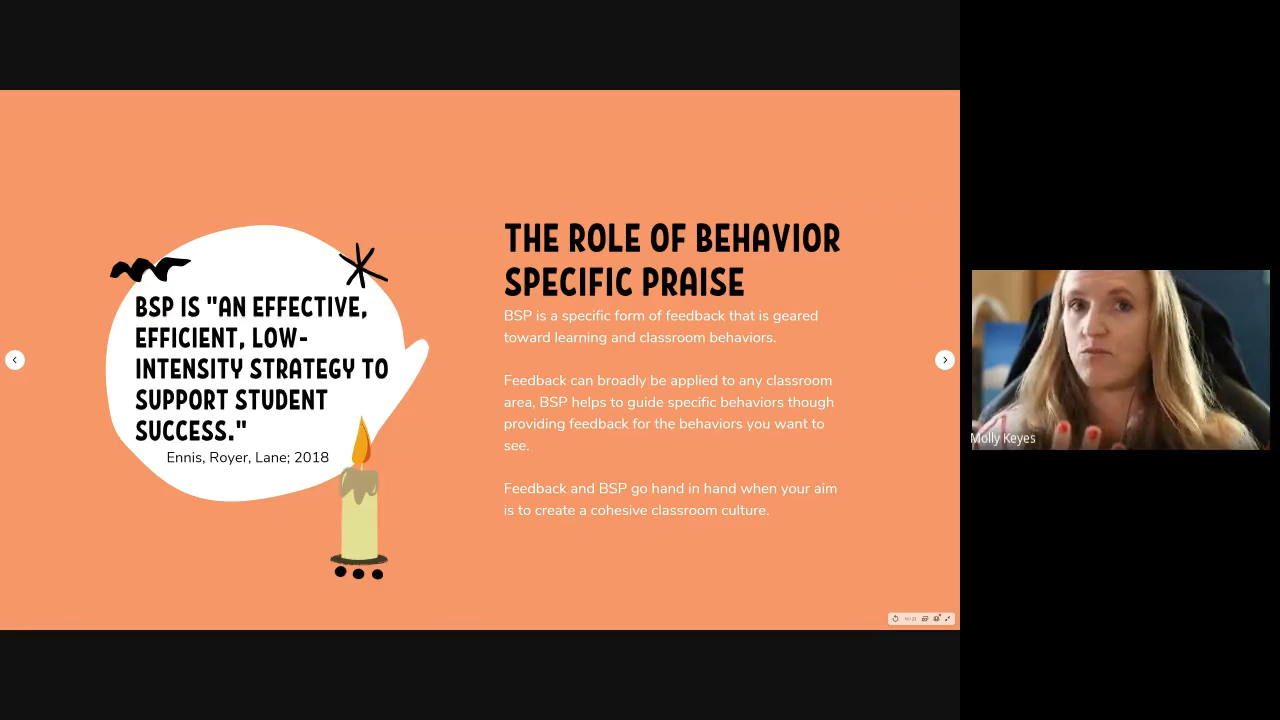 BSP IS "AN EFFECTIVE,
EFFICIENT, LOW-
INTENSITY STRATEGY TO
SUPPORT STUDENT
SUCCESS."
Ennis, Royer, Lane; 2018
THE ROLE OF BEHAVIOR
SPECIFIC PRAISE
BSP is a specific form of feedback that is geared
toward learning and classroom behaviors.
Feedback can broadly be applied to any classroom
area, BSP helps to guide specific behaviors though
providing feedback for the behaviors you want to
see.
Feedback and BSP go hand in hand when your aim
is to create a cohesive classroom culture.
Molly Keyes